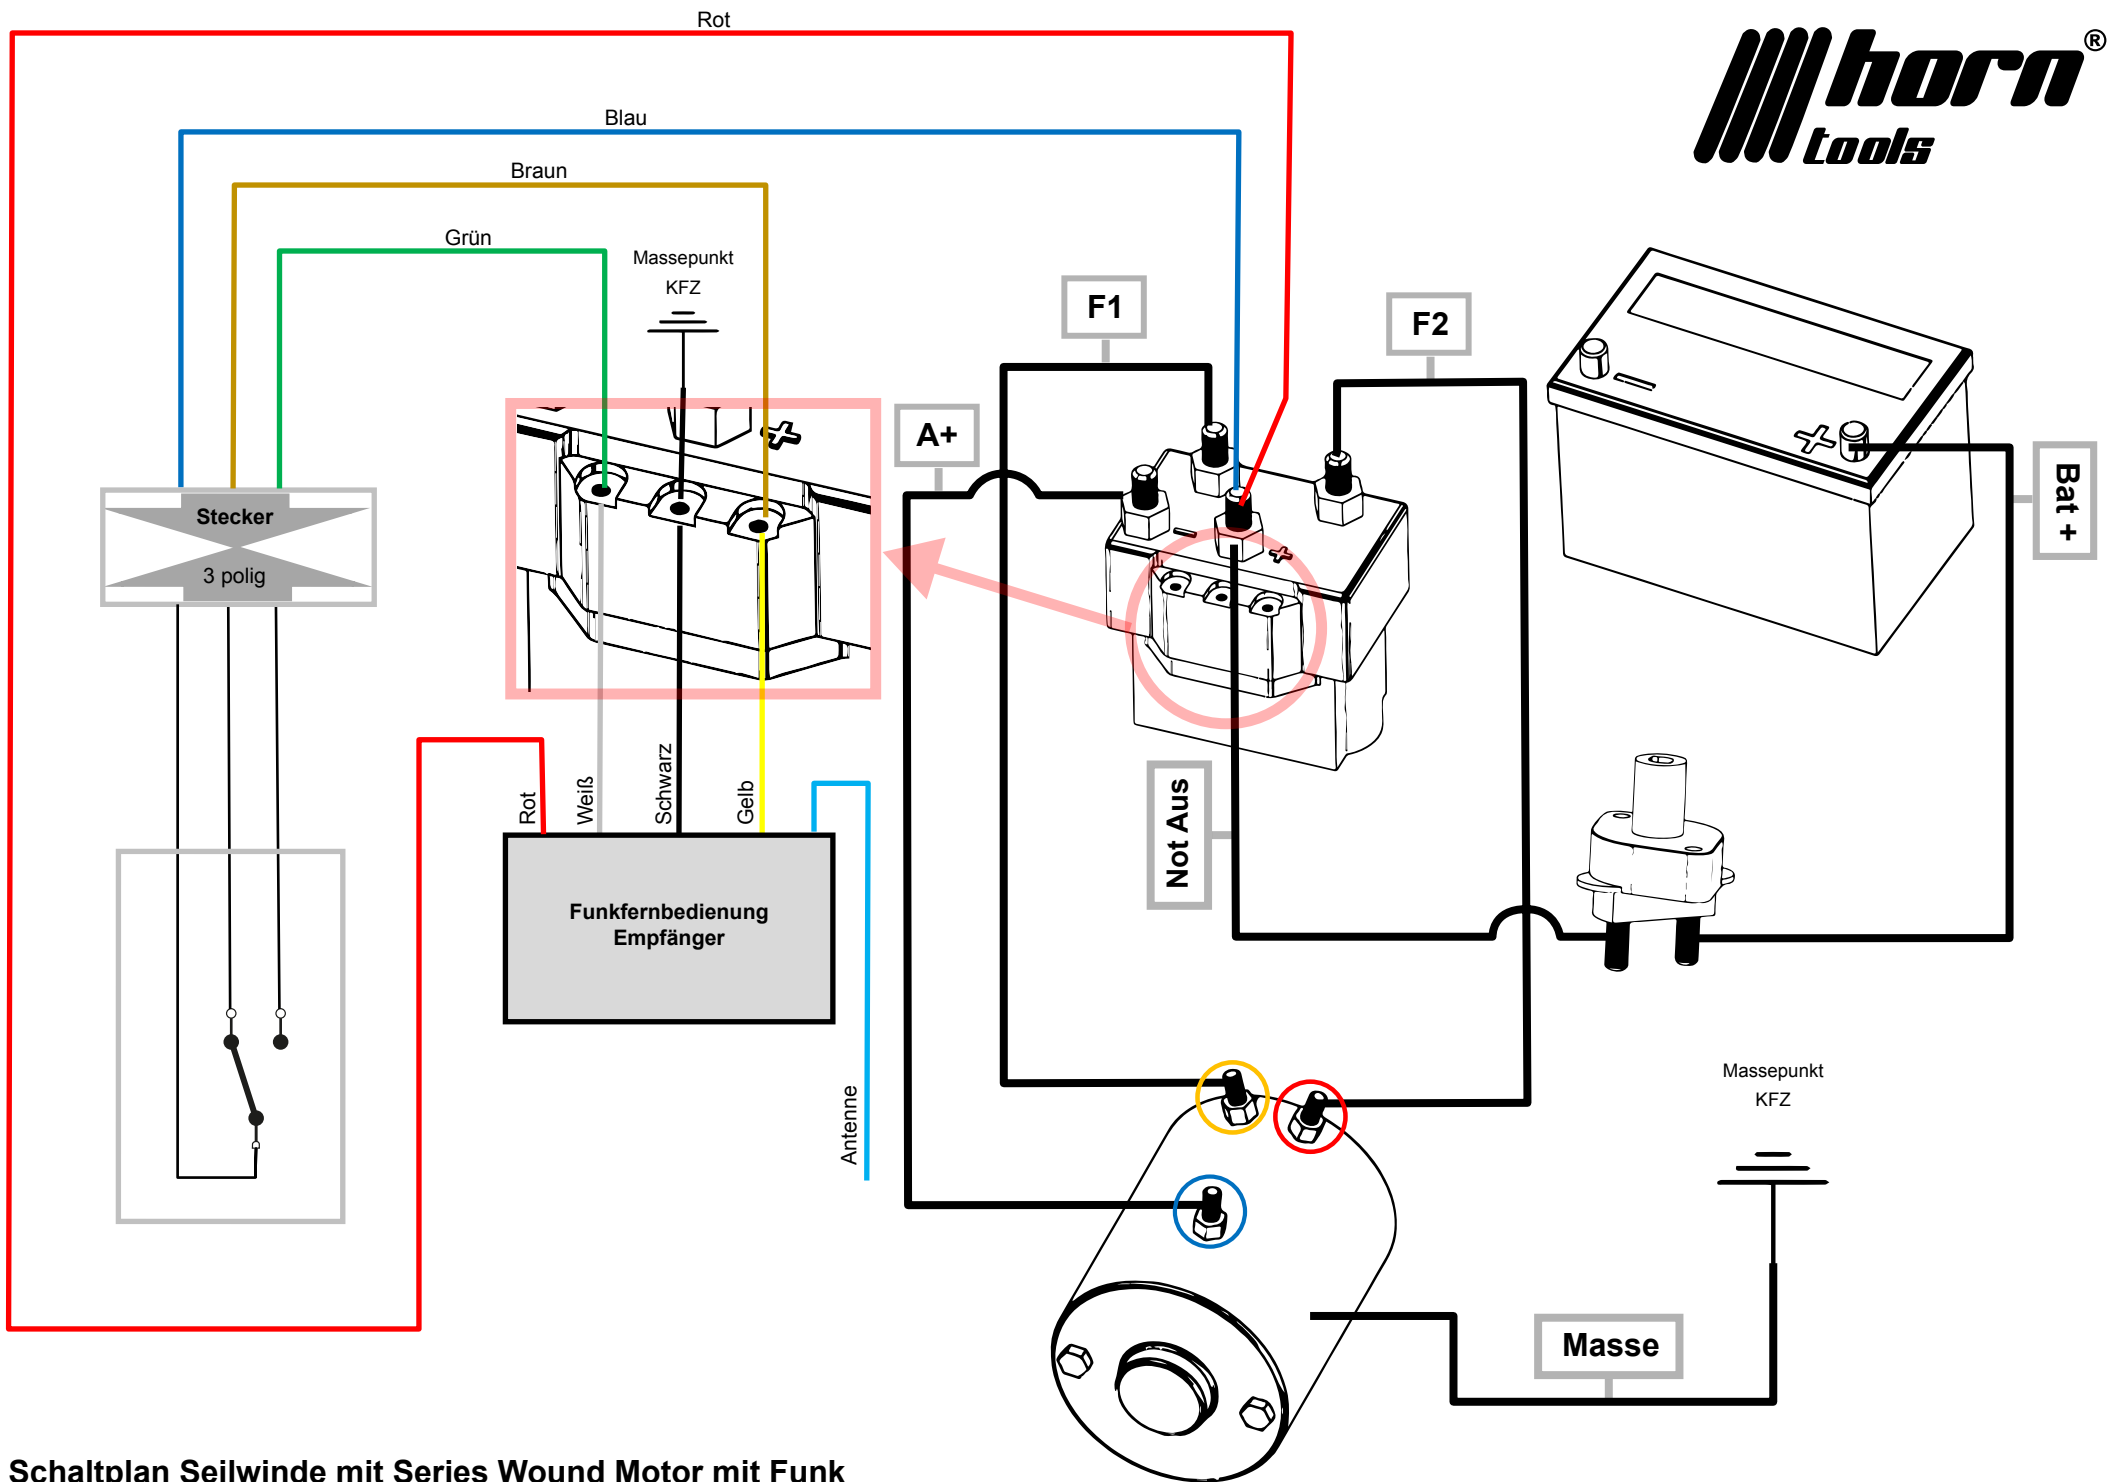 Rot
horn®
tools
Blau
Braun
Grün
Massepunkt
KFZ
F1
F2
A+
Bat +
Stecker
3 polig
Rot
Weiß
Schwarz
Gelb
Not Aus
Funkfernbedienung
Empfänger
Antenne
Massepunkt
KFZ
Masse
Schaltplan Seilwinde mit Series Wound Motor mit Funk